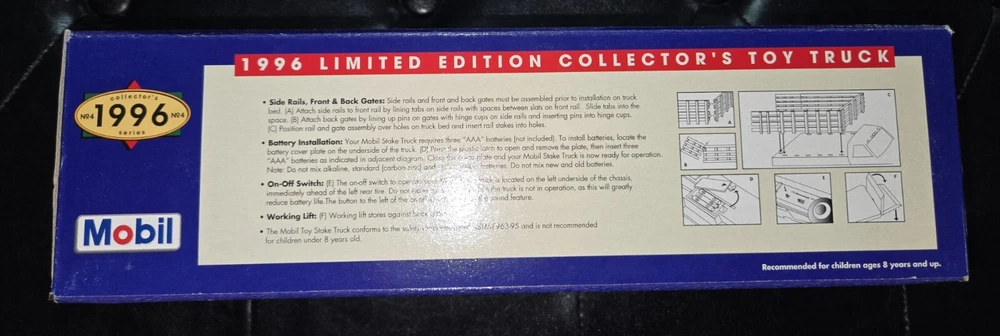 1996 LIMITED EDITION COLLECTOR'S TOY TRUCK
collector's
Nº4 1996 Nº4
series
Mobil
• Side Rails, Front & Back Gates: Side rails and front and back gates must be assembled prior to installation on truck
bed. (A) Attach side rails to front rail by lining tabs on side rails with spaces between slats on front rail. Slide tabs into the
space. (B) Attach back gates by lining up pins on gates with hinge cups on side rails and inserting pins into hinge cups.
(C) Position rail and gate assembly over holes on truck bed and insert rail stakes into holes.
• Battery Installation: Your Mobil Stake Truck requires three "AAA" batteries (not included). To install batteries, locate the
battery cover plate on the underside of the truck. (D) Press the plastic latch to open and remove the plate, then insert three
"AAA" batteries as indicated in adjacent diagram. Close the cover plate and your Mobil Stake Truck is now ready for operation.
Note: Do not mix alkaline, standard (carbon-zinc) and batteries. Do not mix new and old batteries.
• On-Off Switch: (E) The on-off switch to operate truck is located on the left underside of the chassis,
immediately ahead of the left rear tire. Do not the truck is not in operation, as this will greatly
reduce battery life. The button to the left of the on sound feature.
• Working Lift: (F) Working lift stores against
• The Mobil Toy Stake Truck conforms to the F963-95 and is not recommended
for children under 8 years old.
A
B
C
D
E
F
Recommended for children ages 8 years and up.